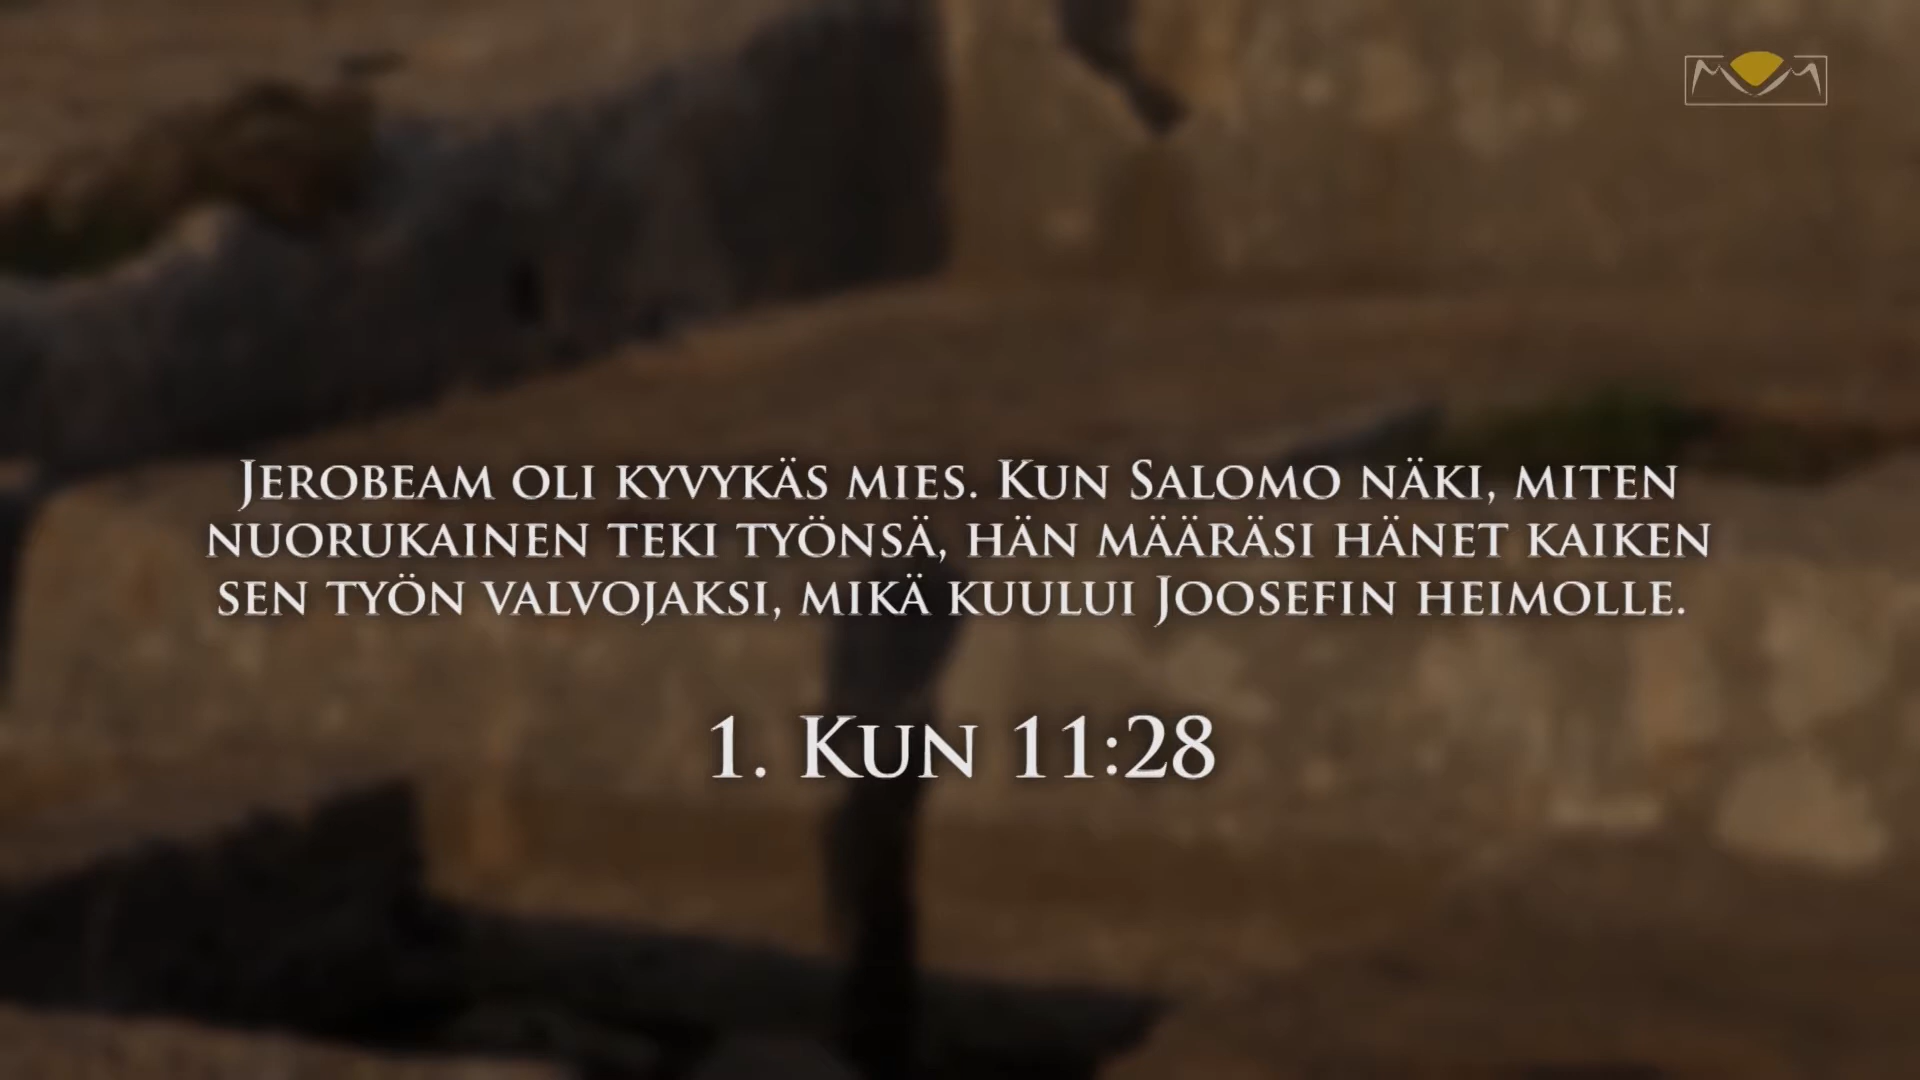 Jerobeam oli kyvykäs mies. Kun Salomo näki, miten
nuorukainen teki työnsä, hän määräsi hänet kaiken
sen työn valvojaksi, mikä kuului Joosefin heimolle.
1. Kun 11:28